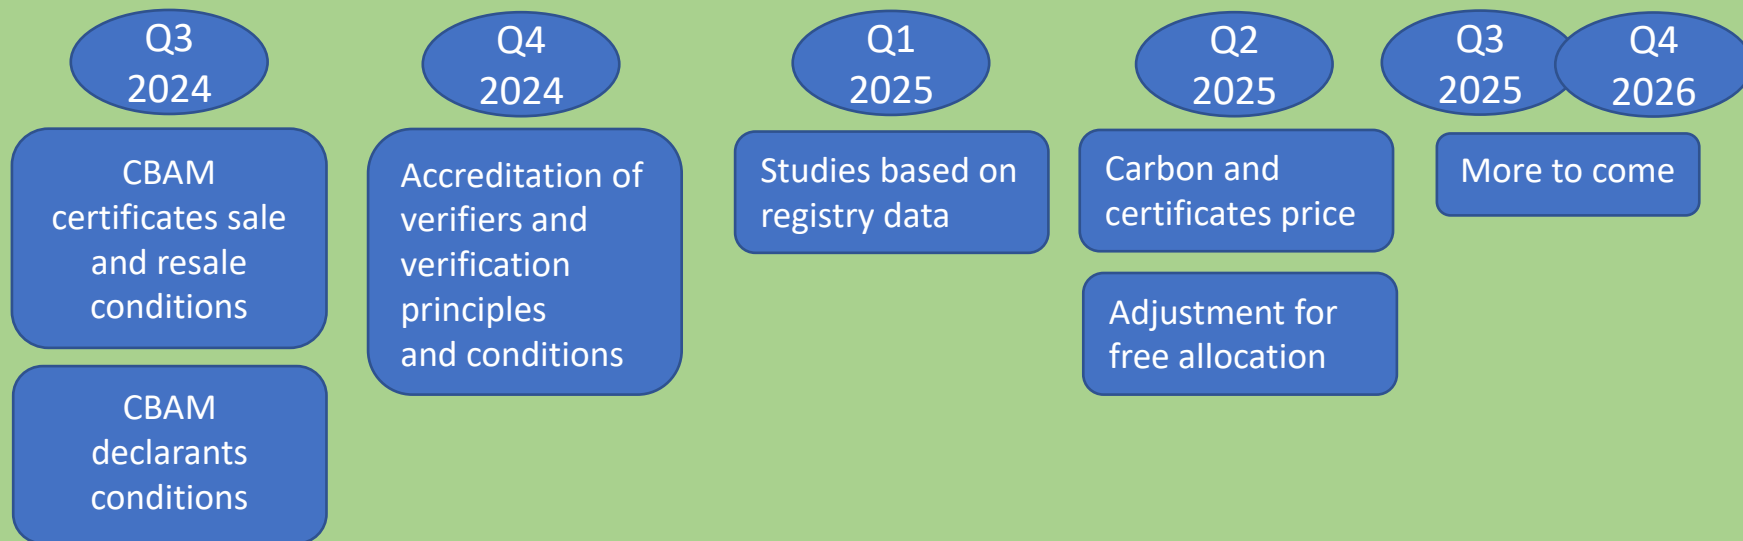 Q3
2024
Q4
2024
Q1
2025
Q2
2025
Q3
2025
Q4
2026
CBAM
certificates sale
and resale
conditions
CBAM
declarants
conditions
Accreditation of
verifiers and
verification
principles
and conditions
Studies based on
registry data
Carbon and
certificates price
Adjustment for
free allocation
More to come